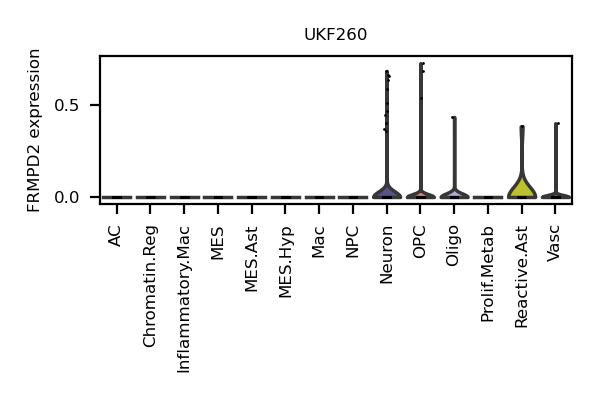 UKF260
FRMPD2 expression
0.5
0.0
AC
Chromatin.Reg
Inflammatory.Mac
MES
MES.Ast
MES.Hyp
Mac
NPC
Neuron
OPC
Oligo
Prolif.Metab
Reactive.Ast
Vasc